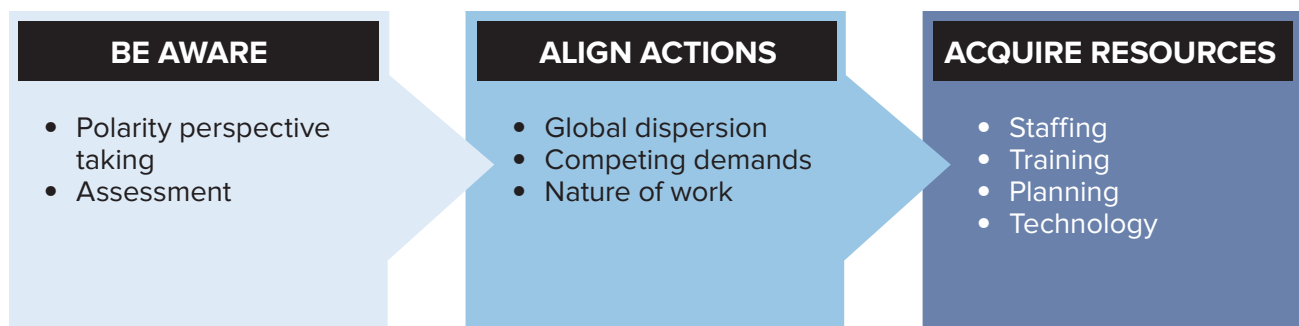 BE AWARE
• Polarity perspective
taking
• Assessment
ALIGN ACTIONS
• Global dispersion
• Competing demands
• Nature of work
ACQUIRE RESOURCES
• Staffing
• Training
• Planning
• Technology